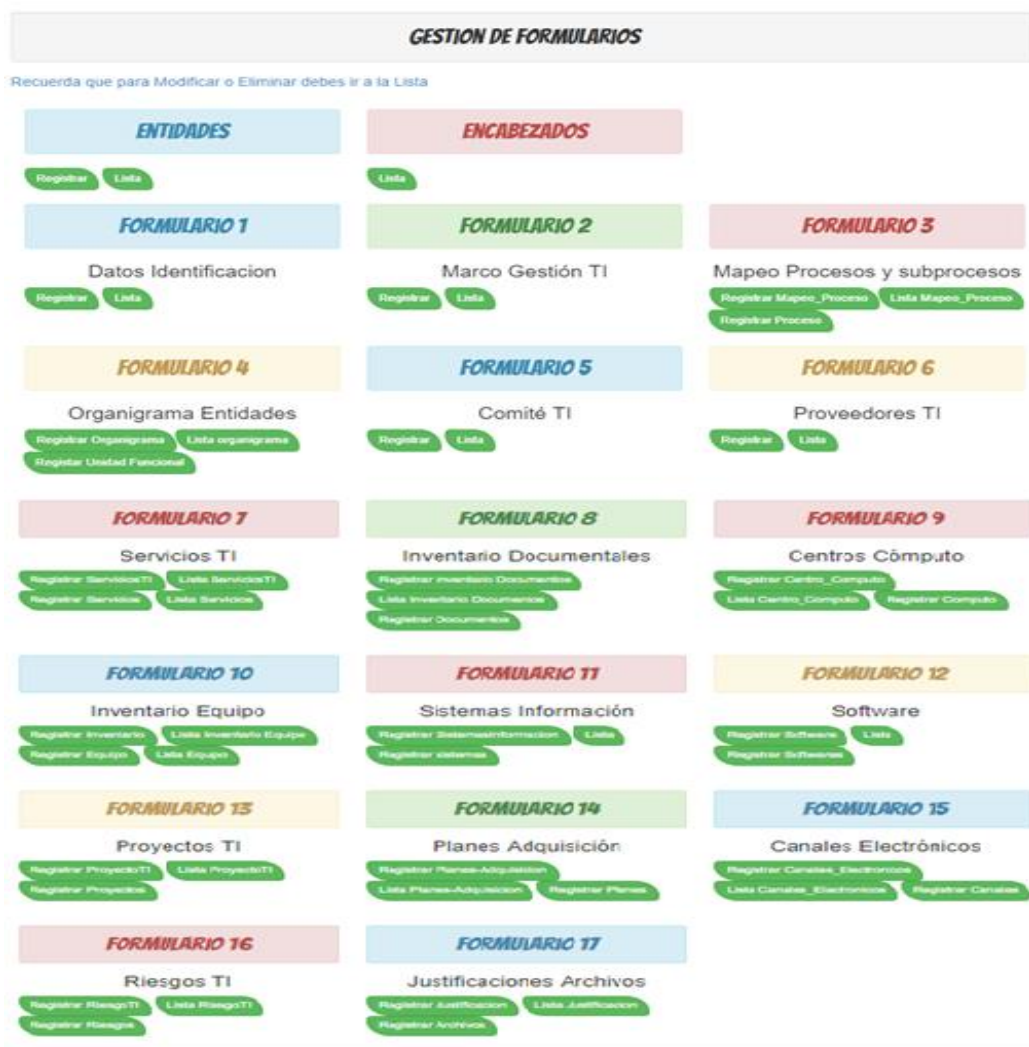 GESTION DE FORMULARIOS
Recuerda que para Modificar o Eliminar debes ir a la Lista
ENTIDADES
Registrar Lista
ENCABEZADOS
Lista
FORMULARIO 1
Datos Identificacion
Registrar Lista
FORMULARIO 2
Marco Gestión TI
Registrar Lista
FORMULARIO 3
Mapeo Procesos y subprocesos
Registrar Mapeo_Proceso Lista Mapeo_Proceso
Registrar Proceso
FORMULARIO 4
Organigrama Entidades
Registrar Organigrama Lista organigrama
Registar Unidad Funcional
FORMULARIO 5
Comité TI
Registrar Lista
FORMULARIO 6
Proveedores TI
Registrar Lista
FORMULARIO 7
Servicios TI
Registrar ServiciosTI Lista ServiciosTI
Registrar Servicios Lista Servicios
FORMULARIO 8
Inventario Documentales
Registrar inventario Documentos
Lista Inventario Documentos
Registrar Documentos
FORMULARIO 9
Centros Cómputo
Registrar Centro_Computo
Lista Centro_Computo Registrar Computo
FORMULARIO 10
Inventario Equipo
Registrar Inventario Lista Inventario Equipo
Registrar Equipo Lista Equipo
FORMULARIO 11
Sistemas Información
Registrar SistemasInformacion Lista
Registrar sistemas
FORMULARIO 12
Software
Registrar Software Lista
Registrar Softwares
FORMULARIO 13
Proyectos TI
Registrar ProyectoTI Lista ProyectoTI
Registrar Proyectos
FORMULARIO 14
Planes Adquisición
Registrar Planes-Adquisicion
Lista Planes-Adquisicion Registrar Planes
FORMULARIO 15
Canales Electrónicos
Registrar Canales_Electronicos
Lista Canales_Electronicos Registrar Canales
FORMULARIO 16
Riesgos TI
Registrar RiesgoTI Lista RiesgoTI
Registrar Riesgos
FORMULARIO 17
Justificaciones Archivos
Registrar Justificacion Lista Justificacion
Registrar Archivos